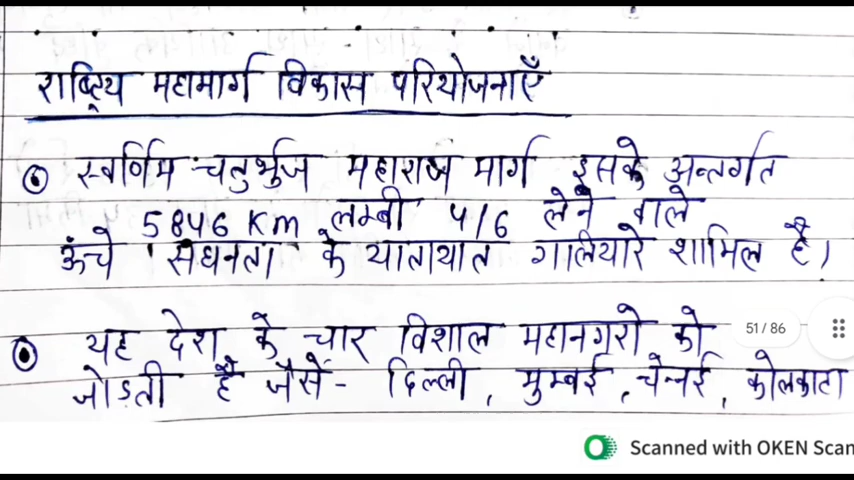 राष्ट्रिय महामार्ग विकास परियोजनाएँ
स्वर्णिम चतुर्भुज महाराज मार्ग इसके अन्तर्गत
5846 Km लम्बी 4/6 लेने वाले
ऊंचे सघनता के यातायात गलियारे शामिल है।
यह देश के चार विशाल महानगरो को
51 / 86
जोडती है जैसे - दिल्ली, मुम्बई, चेन्नई, कोलकाटा
Scanned with OKEN Scan